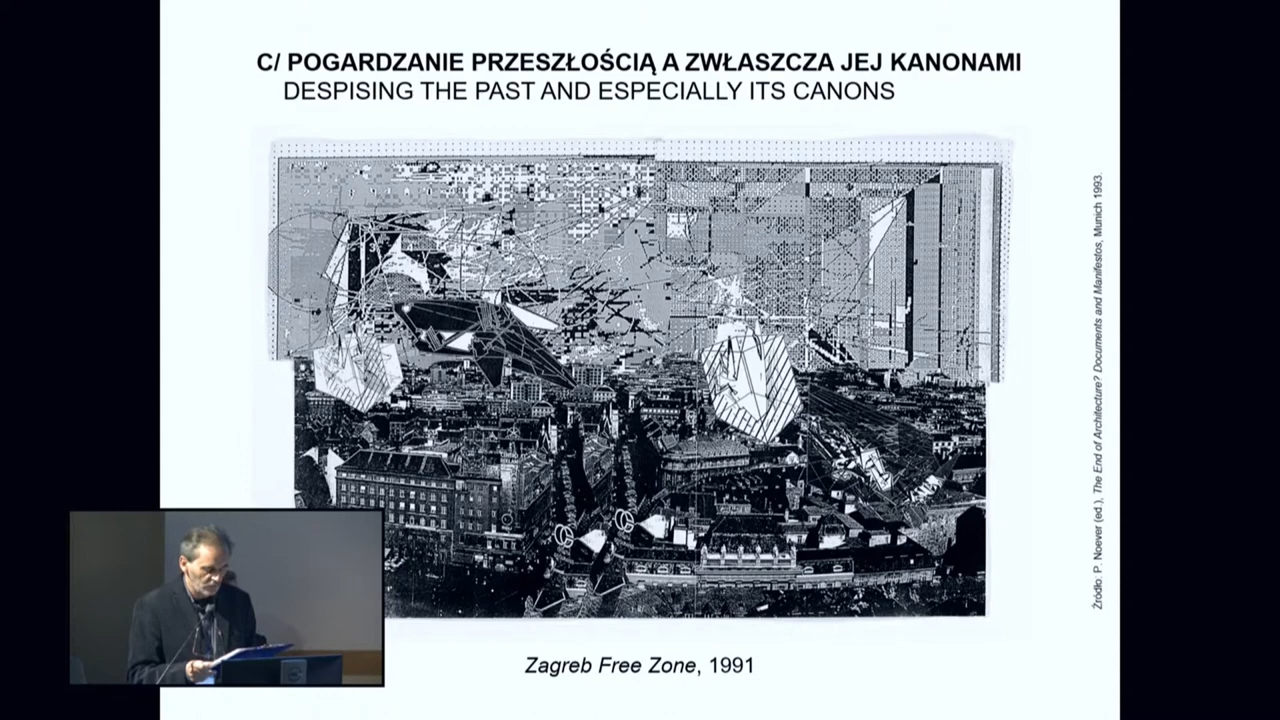 C/ POGARDZANIE PRZESZŁOŚCIĄ A ZWŁASZCZA JEJ KANONAMI
DESPISING THE PAST AND ESPECIALLY ITS CANONS
Źródło: P. Noever (ed.), The End of Architecture? Documents and Manifestos, Munich 1993.
Zagreb Free Zone, 1991